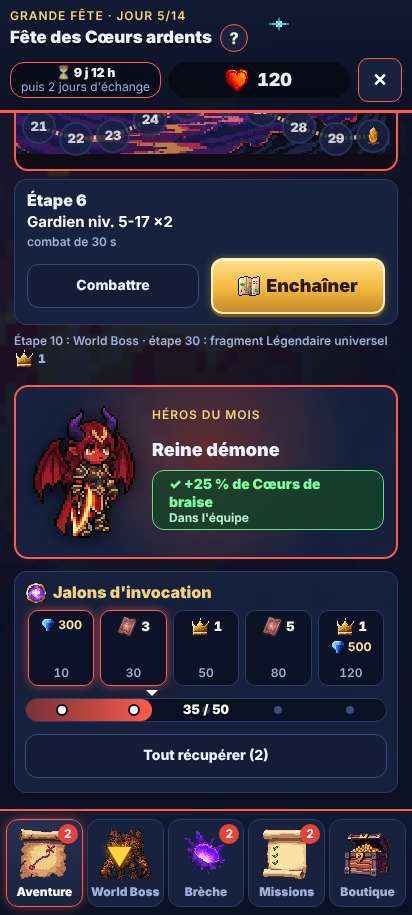 GRANDE FÊTE · JOUR 5/14
Fête des Cœurs ardents ?
⏳ 9 j 12 h
puis 2 jours d'échange
120
✕
21
22
23
24
28
29
Étape 6
Gardien niv. 5-17 ×2
combat de 30 s
Combattre
Enchaîner
Étape 10 : World Boss · étape 30 : fragment Légendaire universel
1
HÉROS DU MOIS
Reine démone
✓ +25 % de Cœurs de
braise
Dans l'équipe
Jalons d'invocation
300
3
1
5
1
500
10
30
50
80
120
35 / 50
Tout récupérer (2)
2
2
2
Aventure
World Boss
Brèche
Missions
Boutique